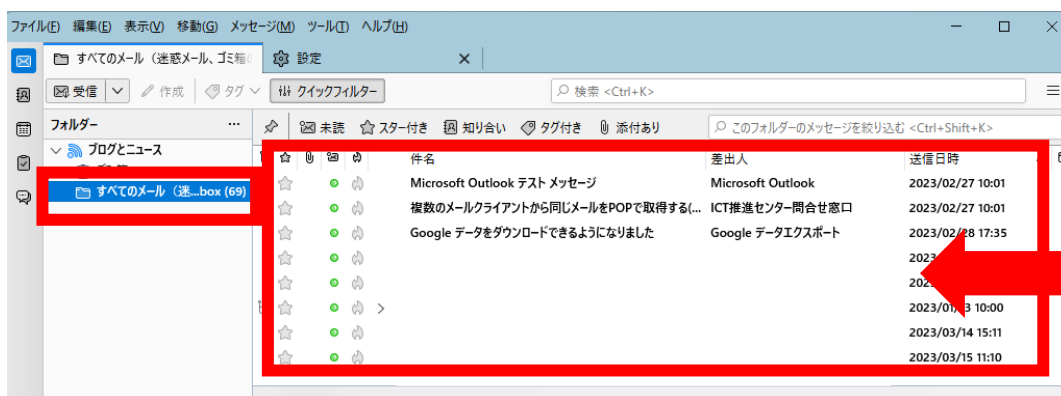 ファイル(F) 編集(E) 表示(V) 移動(G) メッセージ(M) ツール(T) ヘルプ(H)
すべてのメール（迷惑メール、ゴミ箱 設定
受信 作成 タグ クイックフィルター 検索 <Ctrl+K>
フォルダー 未読 スター付き 知り合い タグ付き 添付あり このフォルダーのメッセージを絞り込む <Ctrl+Shift+K>
ブログとニュース 件名 差出人 送信日時
すべてのメール（迷...box (69) Microsoft Outlook テスト メッセージ Microsoft Outlook 2023/02/27 10:01
複数のメールクライアントから同じメールをPOPで取得する(... ICT推進センター問合せ窓口 2023/02/27 10:01
Google データをダウンロードできるようになりました Google データエクスポート 2023/02/28 17:35
10:00
2023/03/14 15:11
2023/03/15 11:10